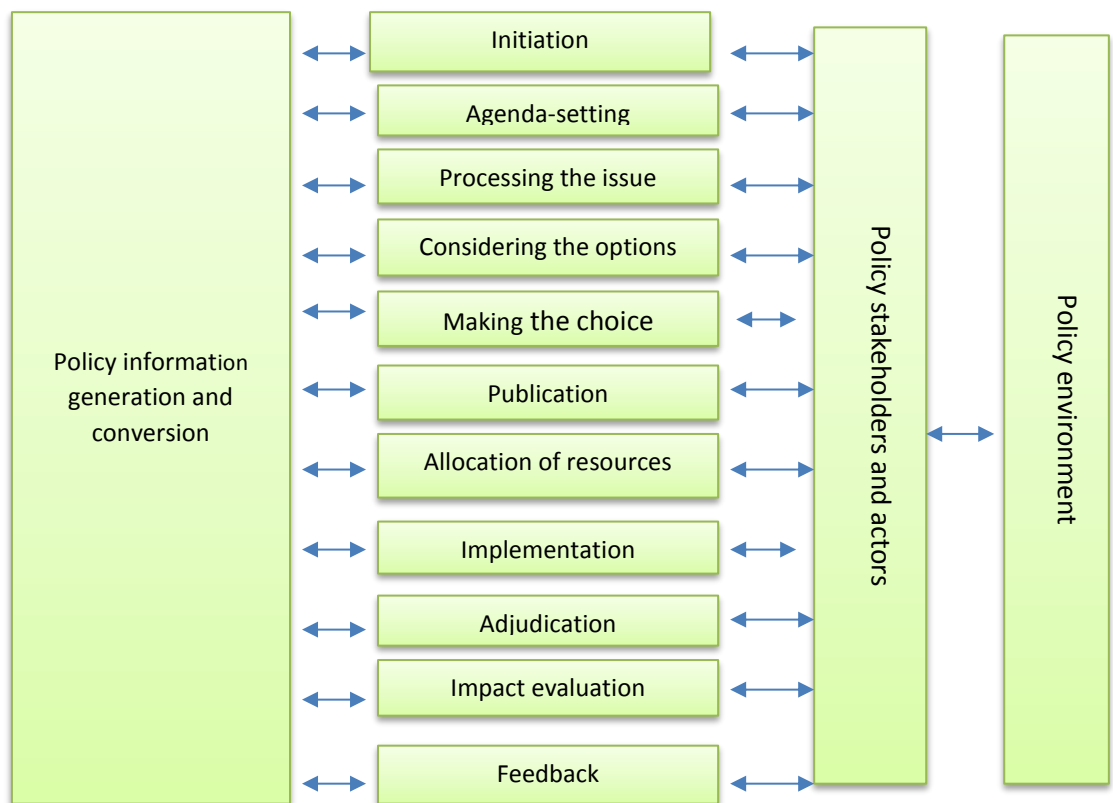 Initiation
Agenda-setting
Processing the issue
Considering the options
Making the choice
Policy information
generation and
conversion
Publication
Allocation of resources
Implementation
Adjudication
Impact evaluation
Feedback
Policy stakeholders and actors
Policy environment